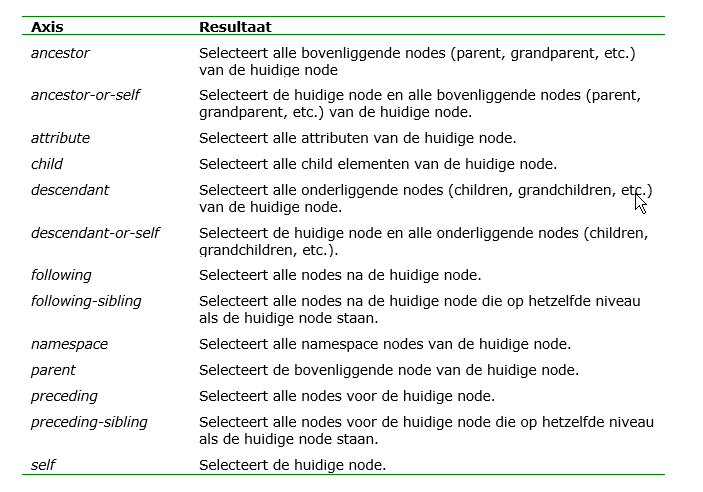 Axis Resultaat
ancestor Selecteert alle bovenliggende nodes (parent, grandparent, etc.)
van de huidige node
ancestor-or-self Selecteert de huidige node en alle bovenliggende nodes (parent,
grandparent, etc.) van de huidige node.
attribute Selecteert alle attributen van de huidige node.
child Selecteert alle child elementen van de huidige node.
descendant Selecteert alle onderliggende nodes (children, grandchildren, etc.)
van de huidige node.
descendant-or-self Selecteert de huidige node en alle onderliggende nodes (children,
grandchildren, etc.).
following Selecteert alle nodes na de huidige node.
following-sibling Selecteert alle nodes na de huidige node die op hetzelfde niveau
als de huidige node staan.
namespace Selecteert alle namespace nodes van de huidige node.
parent Selecteert de bovenliggende node van de huidige node.
preceding Selecteert alle nodes voor de huidige node.
preceding-sibling Selecteert alle nodes voor de huidige node die op hetzelfde niveau
als de huidige node staan.
self Selecteert de huidige node.